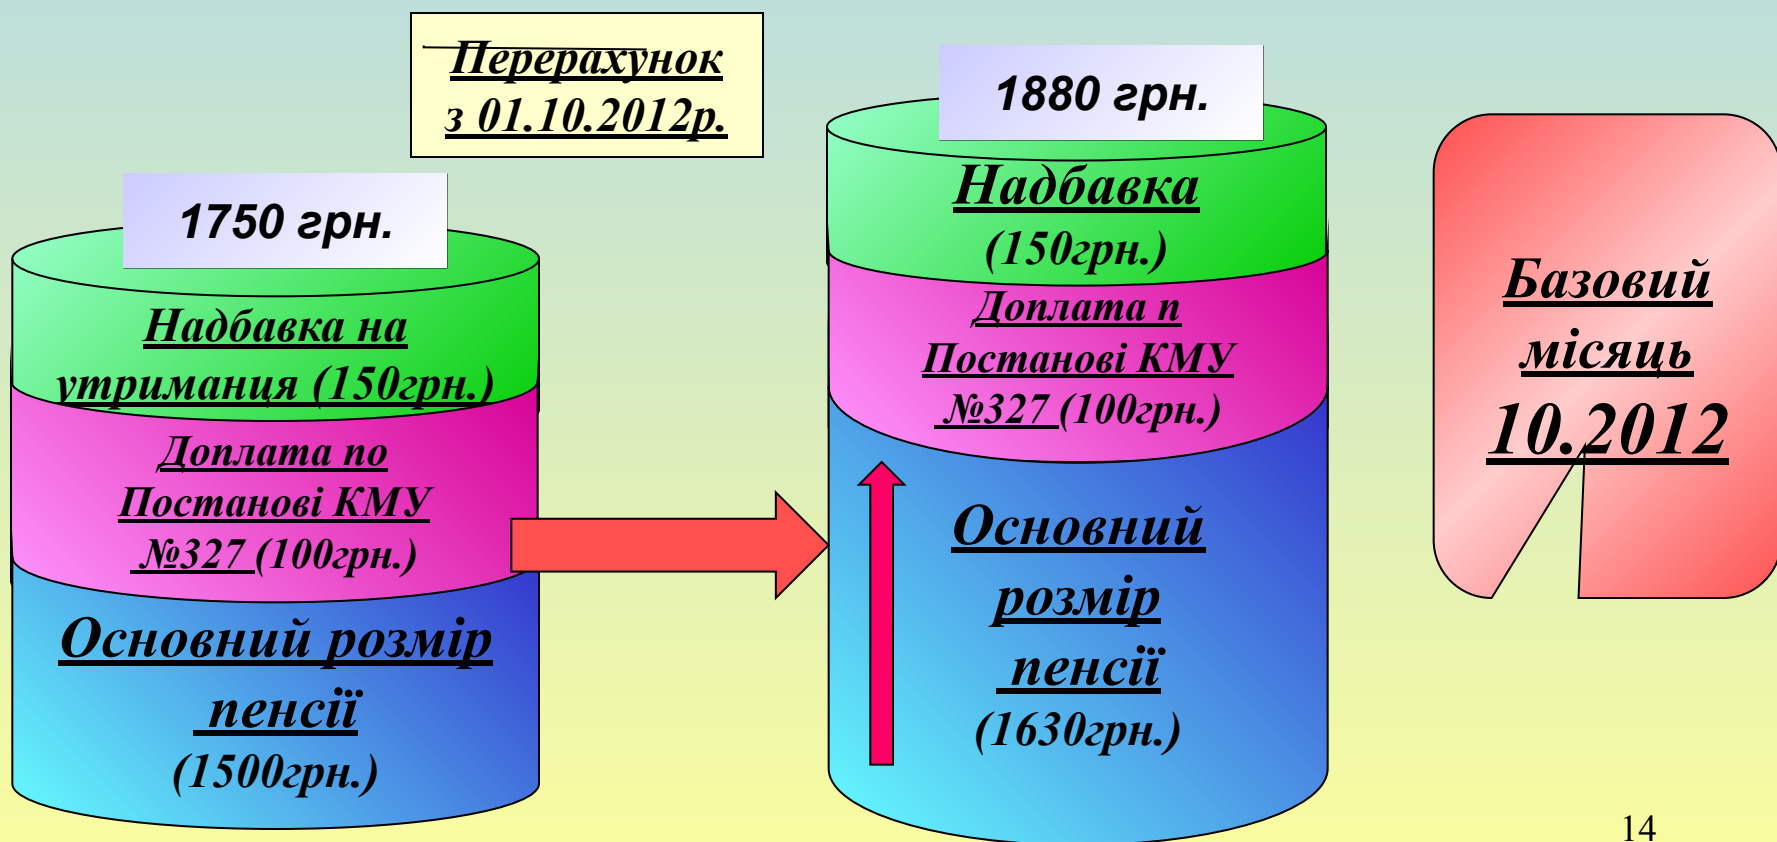 Перерахунок
з 01.10.2012р.
1750 грн.
Надбавка на
утриманця (150грн.)
Доплата по
Постанові КМУ
№327 (100грн.)
Основний розмір
пенсії
(1500грн.)
1880 грн.
Надбавка
(150грн.)
Доплата п
Постанові КМУ
№327 (100грн.)
Основний
розмір
пенсії
(1630грн.)
Базовий
місяць
10.2012
14